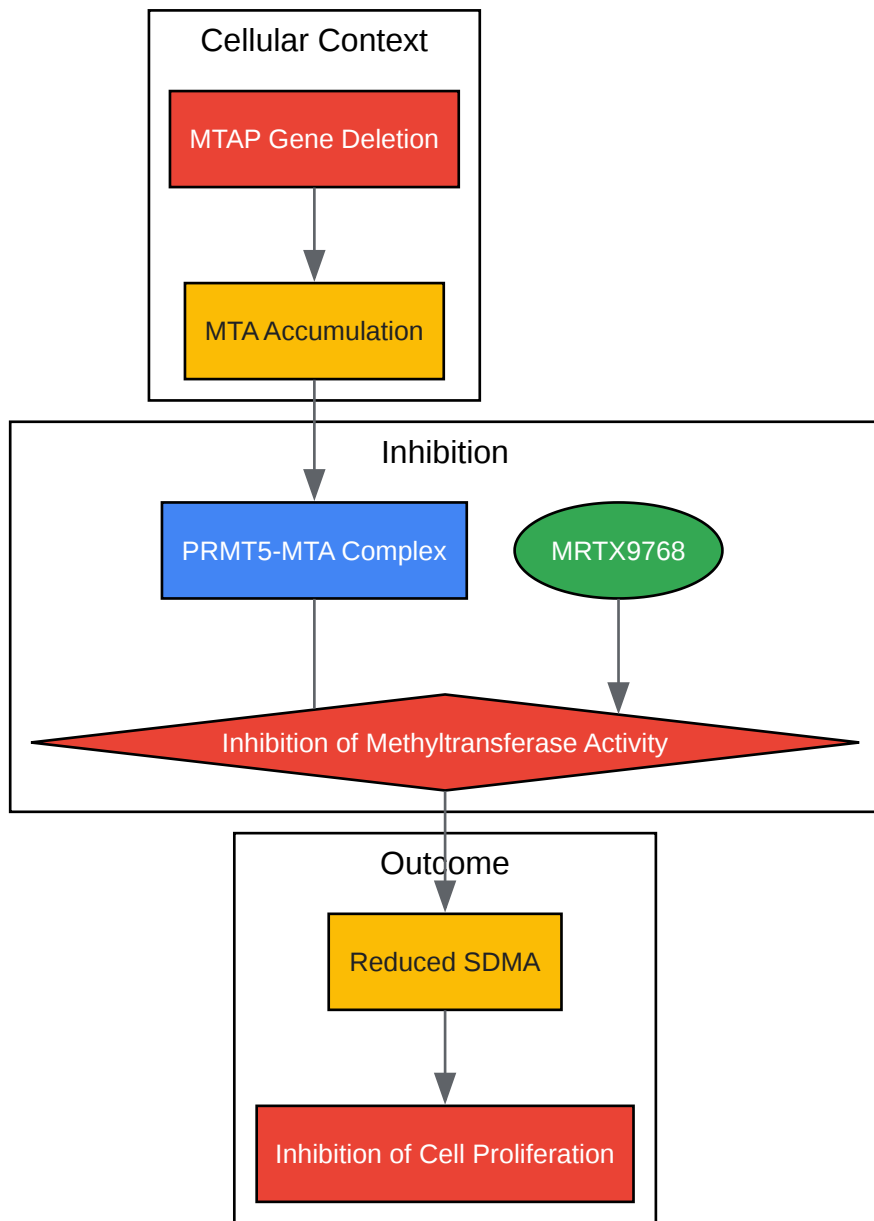 Cellular Context
MTAP Gene Deletion
MTA Accumulation
Inhibition
PRMT5-MTA Complex
MRTX9768
Inhibition of Methyltransferase Activity
Outcome
Reduced SDMA
Inhibition of Cell Proliferation